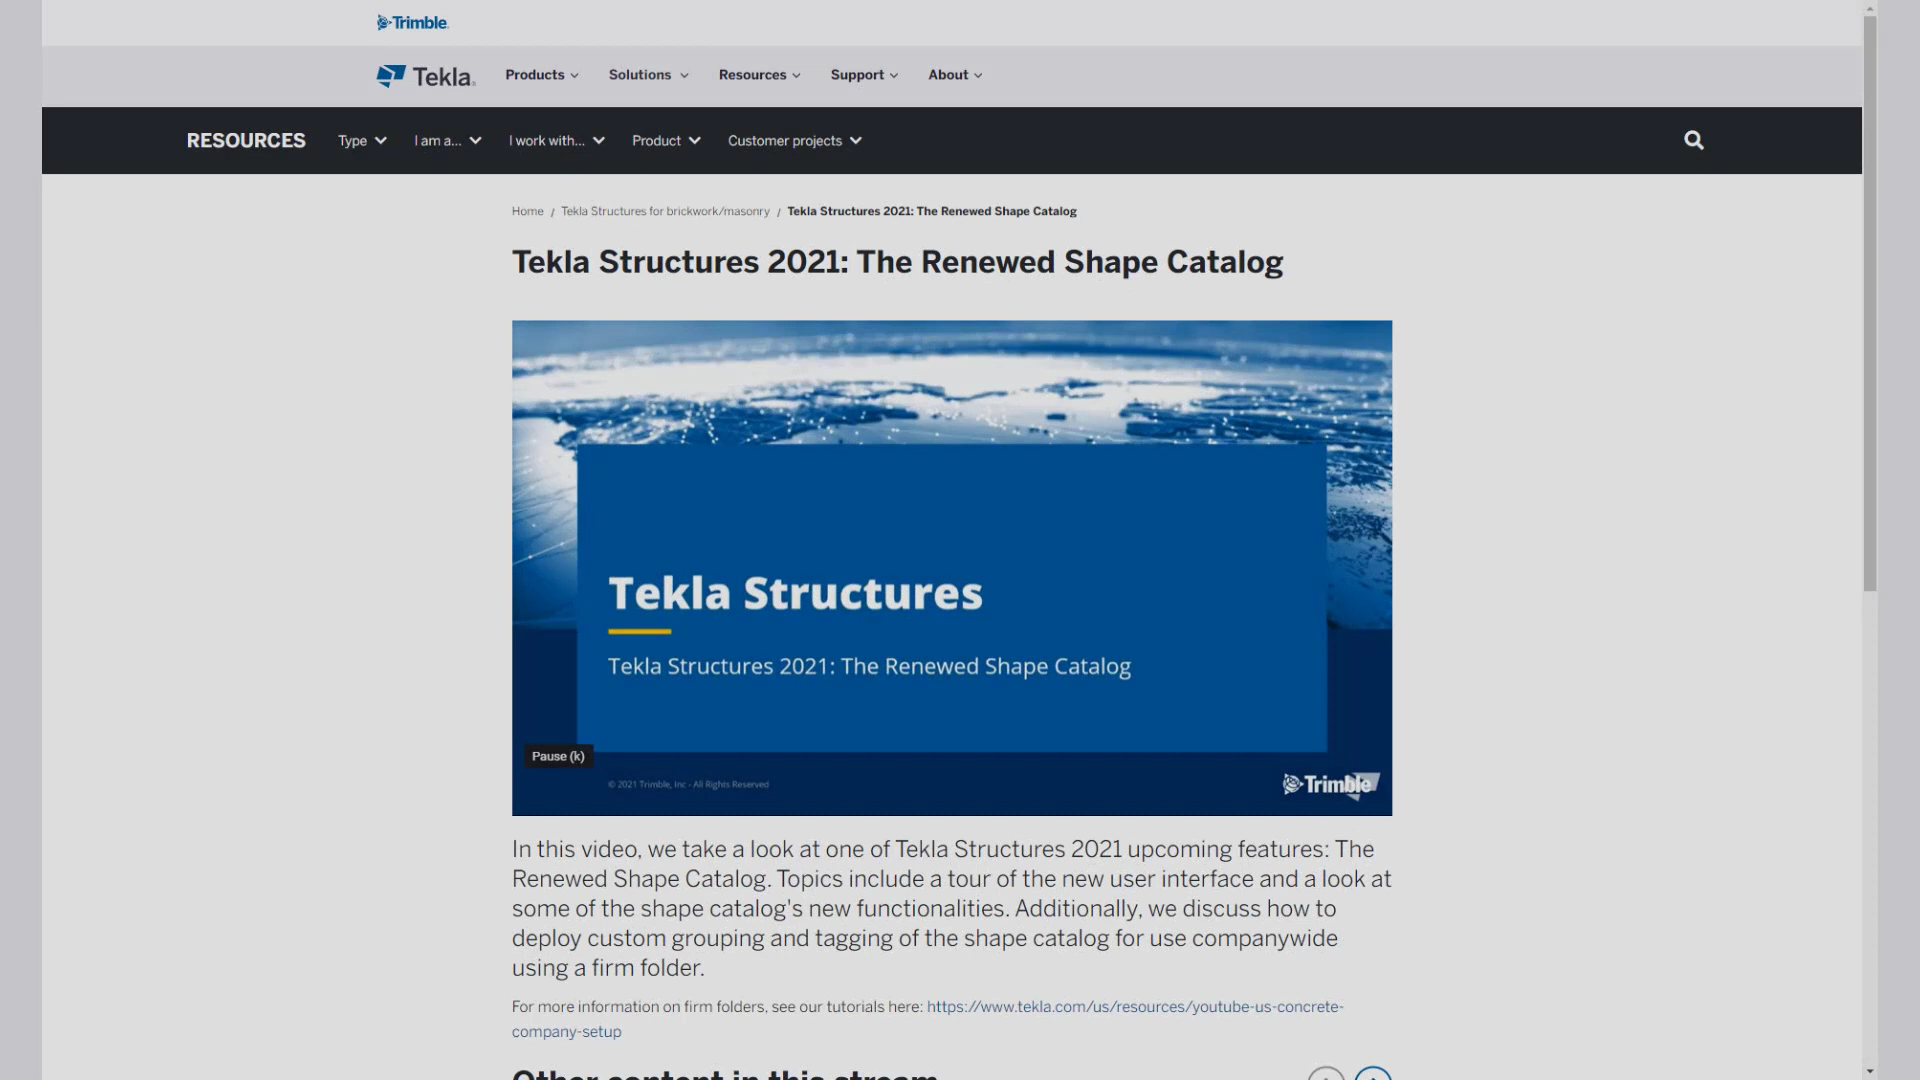 Trimble.
Tekla
Products Solutions Resources Support About
RESOURCES Type I am a... I work with... Product Customer projects
Home / Tekla Structures for brickwork/masonry / Tekla Structures 2021: The Renewed Shape Catalog
Tekla Structures 2021: The Renewed Shape Catalog
Tekla Structures
Tekla Structures 2021: The Renewed Shape Catalog
Pause (k)
© 2021 Trimble, Inc - All Rights Reserved
Trimble
In this video, we take a look at one of Tekla Structures 2021 upcoming features: The
Renewed Shape Catalog. Topics include a tour of the new user interface and a look at
some of the shape catalog's new functionalities. Additionally, we discuss how to
deploy custom grouping and tagging of the shape catalog for use companywide
using a firm folder.
For more information on firm folders, see our tutorials here: https://www.tekla.com/us/resources/youtube-us-concrete-
company-setup
Other content in this stream